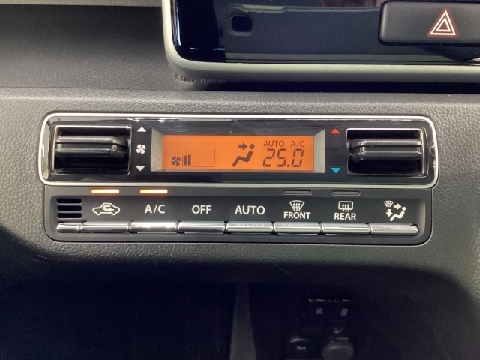 AUTO A/C
25.0
A/C OFF AUTO FRONT REAR